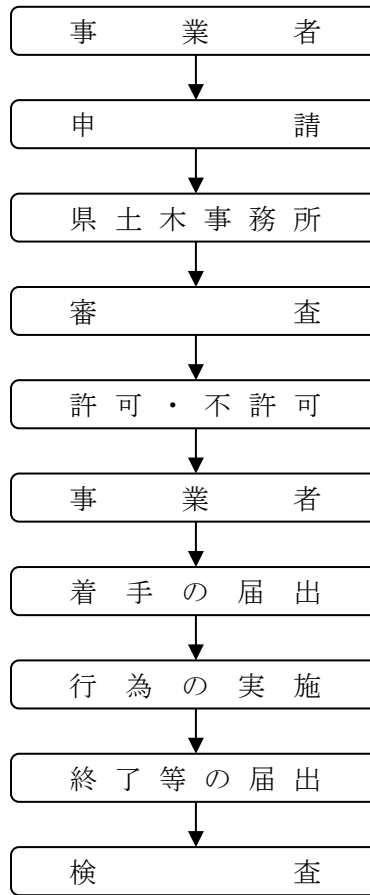 事業者
申請
県土木事務所
審査
許可・不許可
事業者
着手の届出
行為の実施
終了等の届出
検査